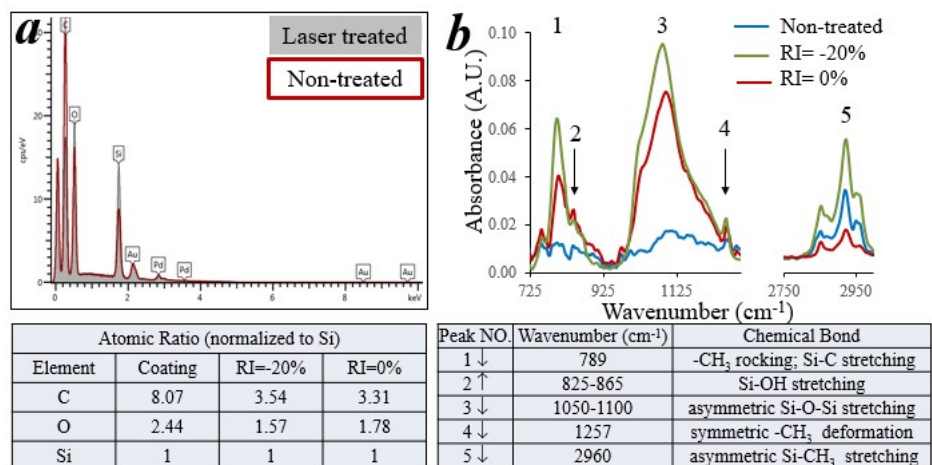 a
Laser treated
Non-treated
C
O
Si
Au
Pd
Pd
Au
Au
cps/eV
20
10
0
0 2 4 6 8 keV
b
Non-treated
RI= -20%
RI= 0%
1 2 3 4 5
Absorbance (A.U.)
0.10
0.08
0.06
0.04
0.02
0.00
725 925 1125 2750 2950
Wavenumber (cm-1)
Atomic Ratio (normalized to Si)
Element Coating RI=-20% RI=0%
C 8.07 3.54 3.31
O 2.44 1.57 1.78
Si 1 1 1
Peak NO. Wavenumber (cm-1) Chemical Bond
1↓ 789 -CH3 rocking; Si-C stretching
2↑ 825-865 Si-OH stretching
3↓ 1050-1100 asymmetric Si-O-Si stretching
4↓ 1257 symmetric -CH3 deformation
5↓ 2960 asymmetric Si-CH3 stretching